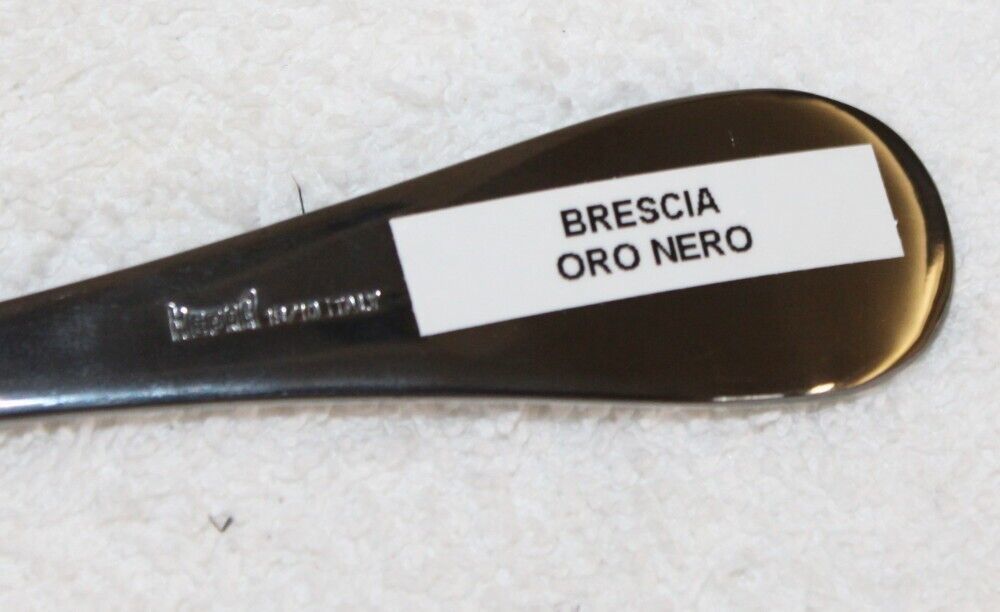 BRESCIA
ORO NERO
18/10 ITALY